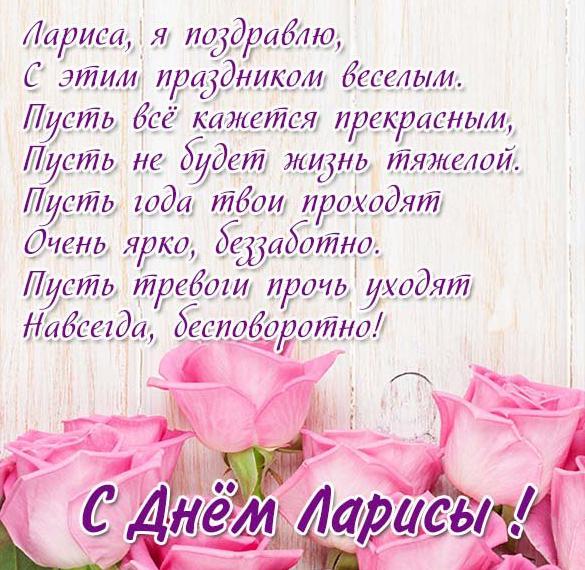 Лариса, я поздравлю,
С этим праздником веселым.
Пусть всё кажется прекрасным,
Пусть не будет жизнь тяжелой.
Пусть года твои проходят
Очень ярко, беззаботно.
Пусть тревоги прочь уходят
Навсегда, бесповоротно!
С Днём Ларисы !